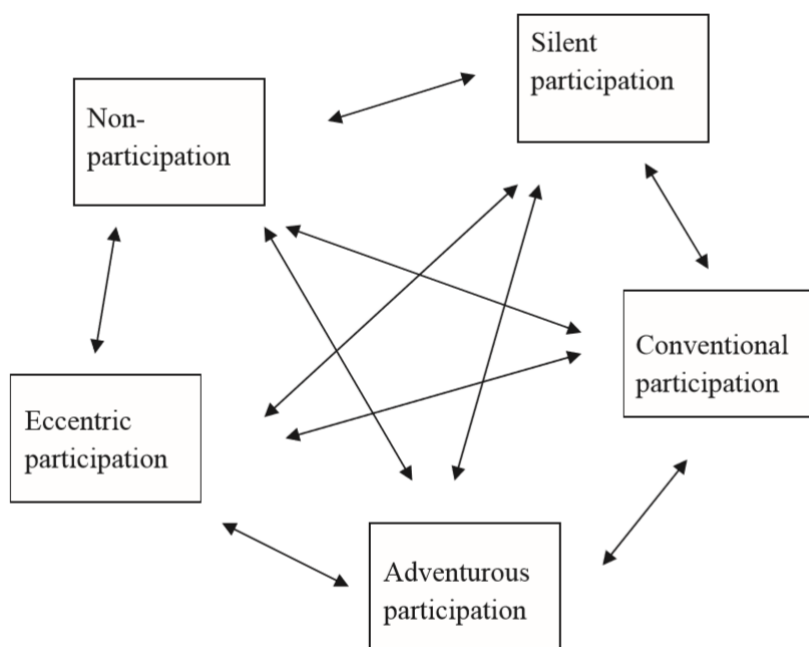 Silent
participation
Non-
participation
Conventional
participation
Eccentric
participation
Adventurous
participation